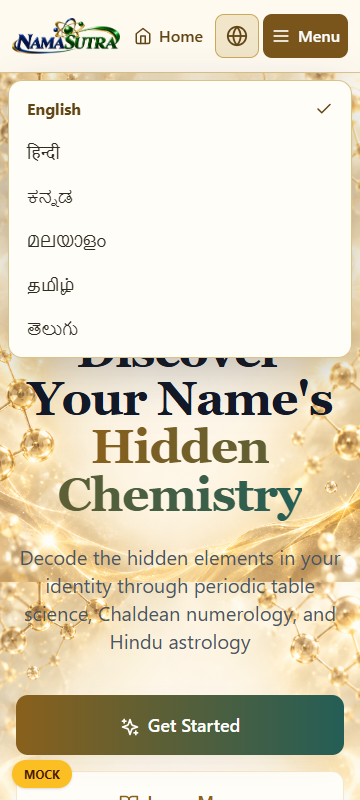 NAMASUTRA
Home
Menu
English
हिन्दी
ಕನ್ನಡ
മലയാളം
தமிழ்
తెలుగు
Discover
Your Name's
Hidden
Chemistry
Decode the hidden elements in your
identity through periodic table
science, Chaldean numerology, and
Hindu astrology
Get Started
MOCK